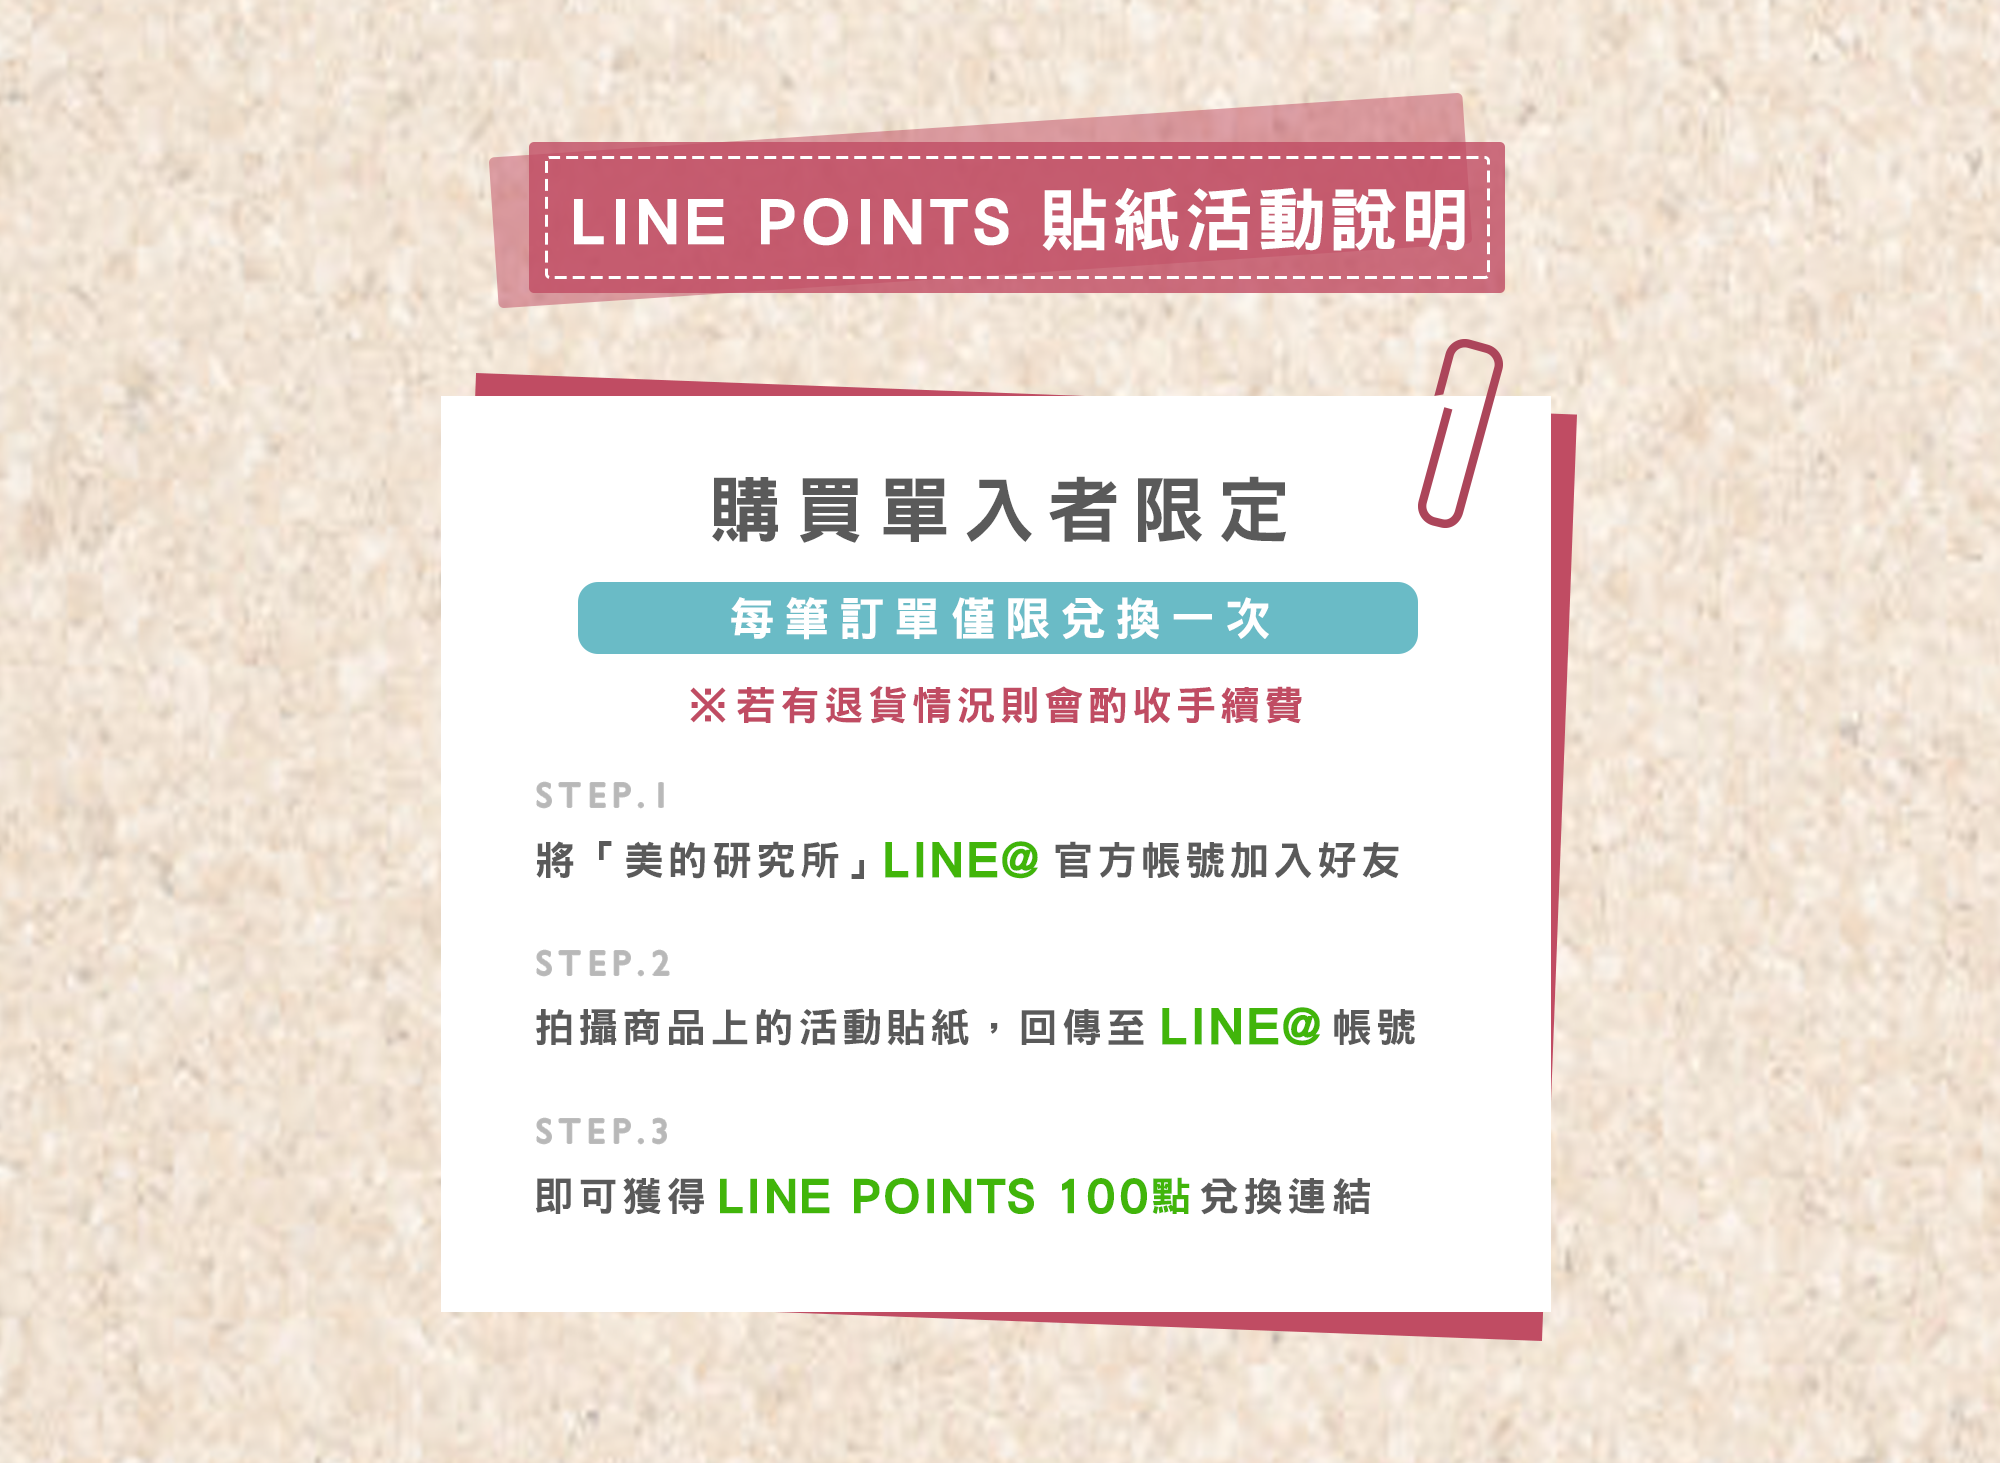 LINE POINTS 貼紙活動說明
購買單入者限定
每筆訂單僅限兌換一次
※若有退貨情況則會酌收手續費
STEP.1
將「美的研究所」LINE@ 官方帳號加入好友
STEP.2
拍攝商品上的活動貼紙，回傳至 LINE@ 帳號
STEP.3
即可獲得 LINE POINTS 100點 兌換連結